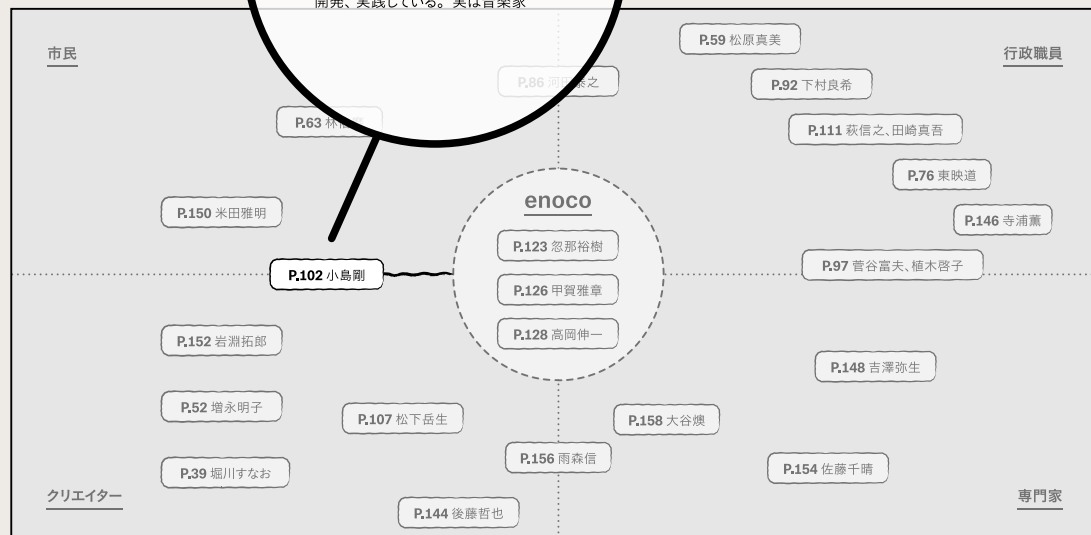 開発、実践している。実は音楽家
市民
行政職員
P.59 松原真美
P.86 河田泰之
P.92 下村良希
P.63 林
P.111 萩信之、田崎真吾
P.76 東映道
P.150 米田雅明
enoco
P.146 寺浦薫
P.123 忽那裕樹
P.97 菅谷富夫、植木啓子
P.102 小島剛
P.126 甲賀雅章
P.128 高岡伸一
P.152 岩淵拓郎
P.148 吉澤弥生
P.52 増永明子
P.107 松下岳生
P.158 大谷燠
P.156 雨森信
P.39 堀川すなお
P.154 佐藤千晴
クリエイター
専門家
P.144 後藤哲也